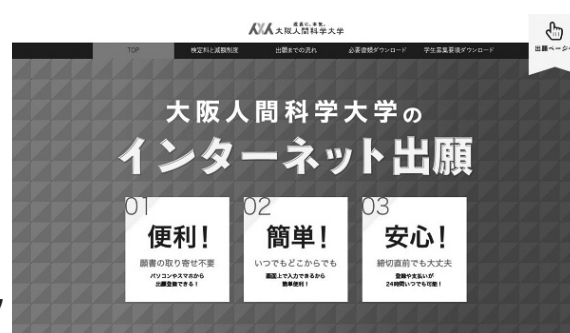 成長に、本気。
大阪人間科学大学
TOP
検定料と減額制度
出願までの流れ
必要書類ダウンロード
学生募集要項ダウンロード
出願ページへ
大阪人間科学大学の
インターネット出願
01
便利！
願書の取り寄せ不要
パソコンやスマホから
出願登録できる！
02
簡単！
いつでもどこからでも
画面上で入力できるから
簡単便利！
03
安心！
締切直前でも大丈夫
登録や支払いが
24時間いつでも可能！